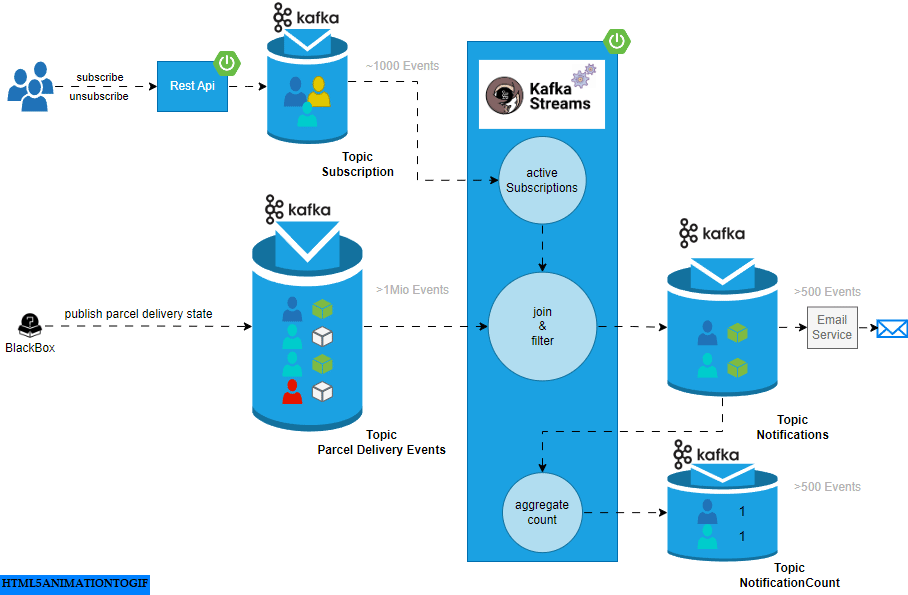 kafka
subscribe
unsubscribe
Rest Api
~1000 Events
Topic
Subscription
Kafka
Streams
active
Subscriptions
kafka
>1Mio Events
publish parcel delivery state
BlackBox
Topic
Parcel Delivery Events
join
&
filter
kafka
>500 Events
Email
Service
Topic
Notifications
kafka
>500 Events
aggregate
count
1
1
Topic
NotificationCount
HTML5ANIMATIONTOGIF